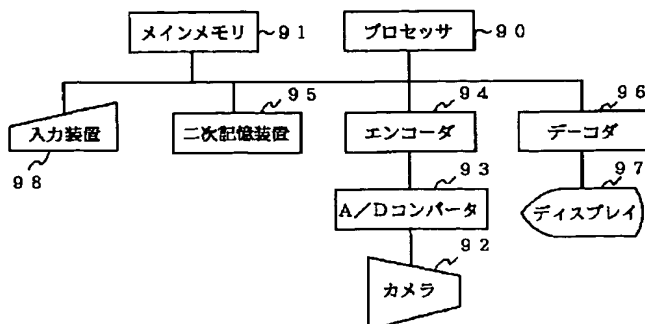 メインメモリ 91
プロセッサ 90
入力装置 98
二次記憶装置 95
エンコーダ 94
デーコダ 96
A/Dコンバータ 93
ディスプレイ 97
カメラ 92